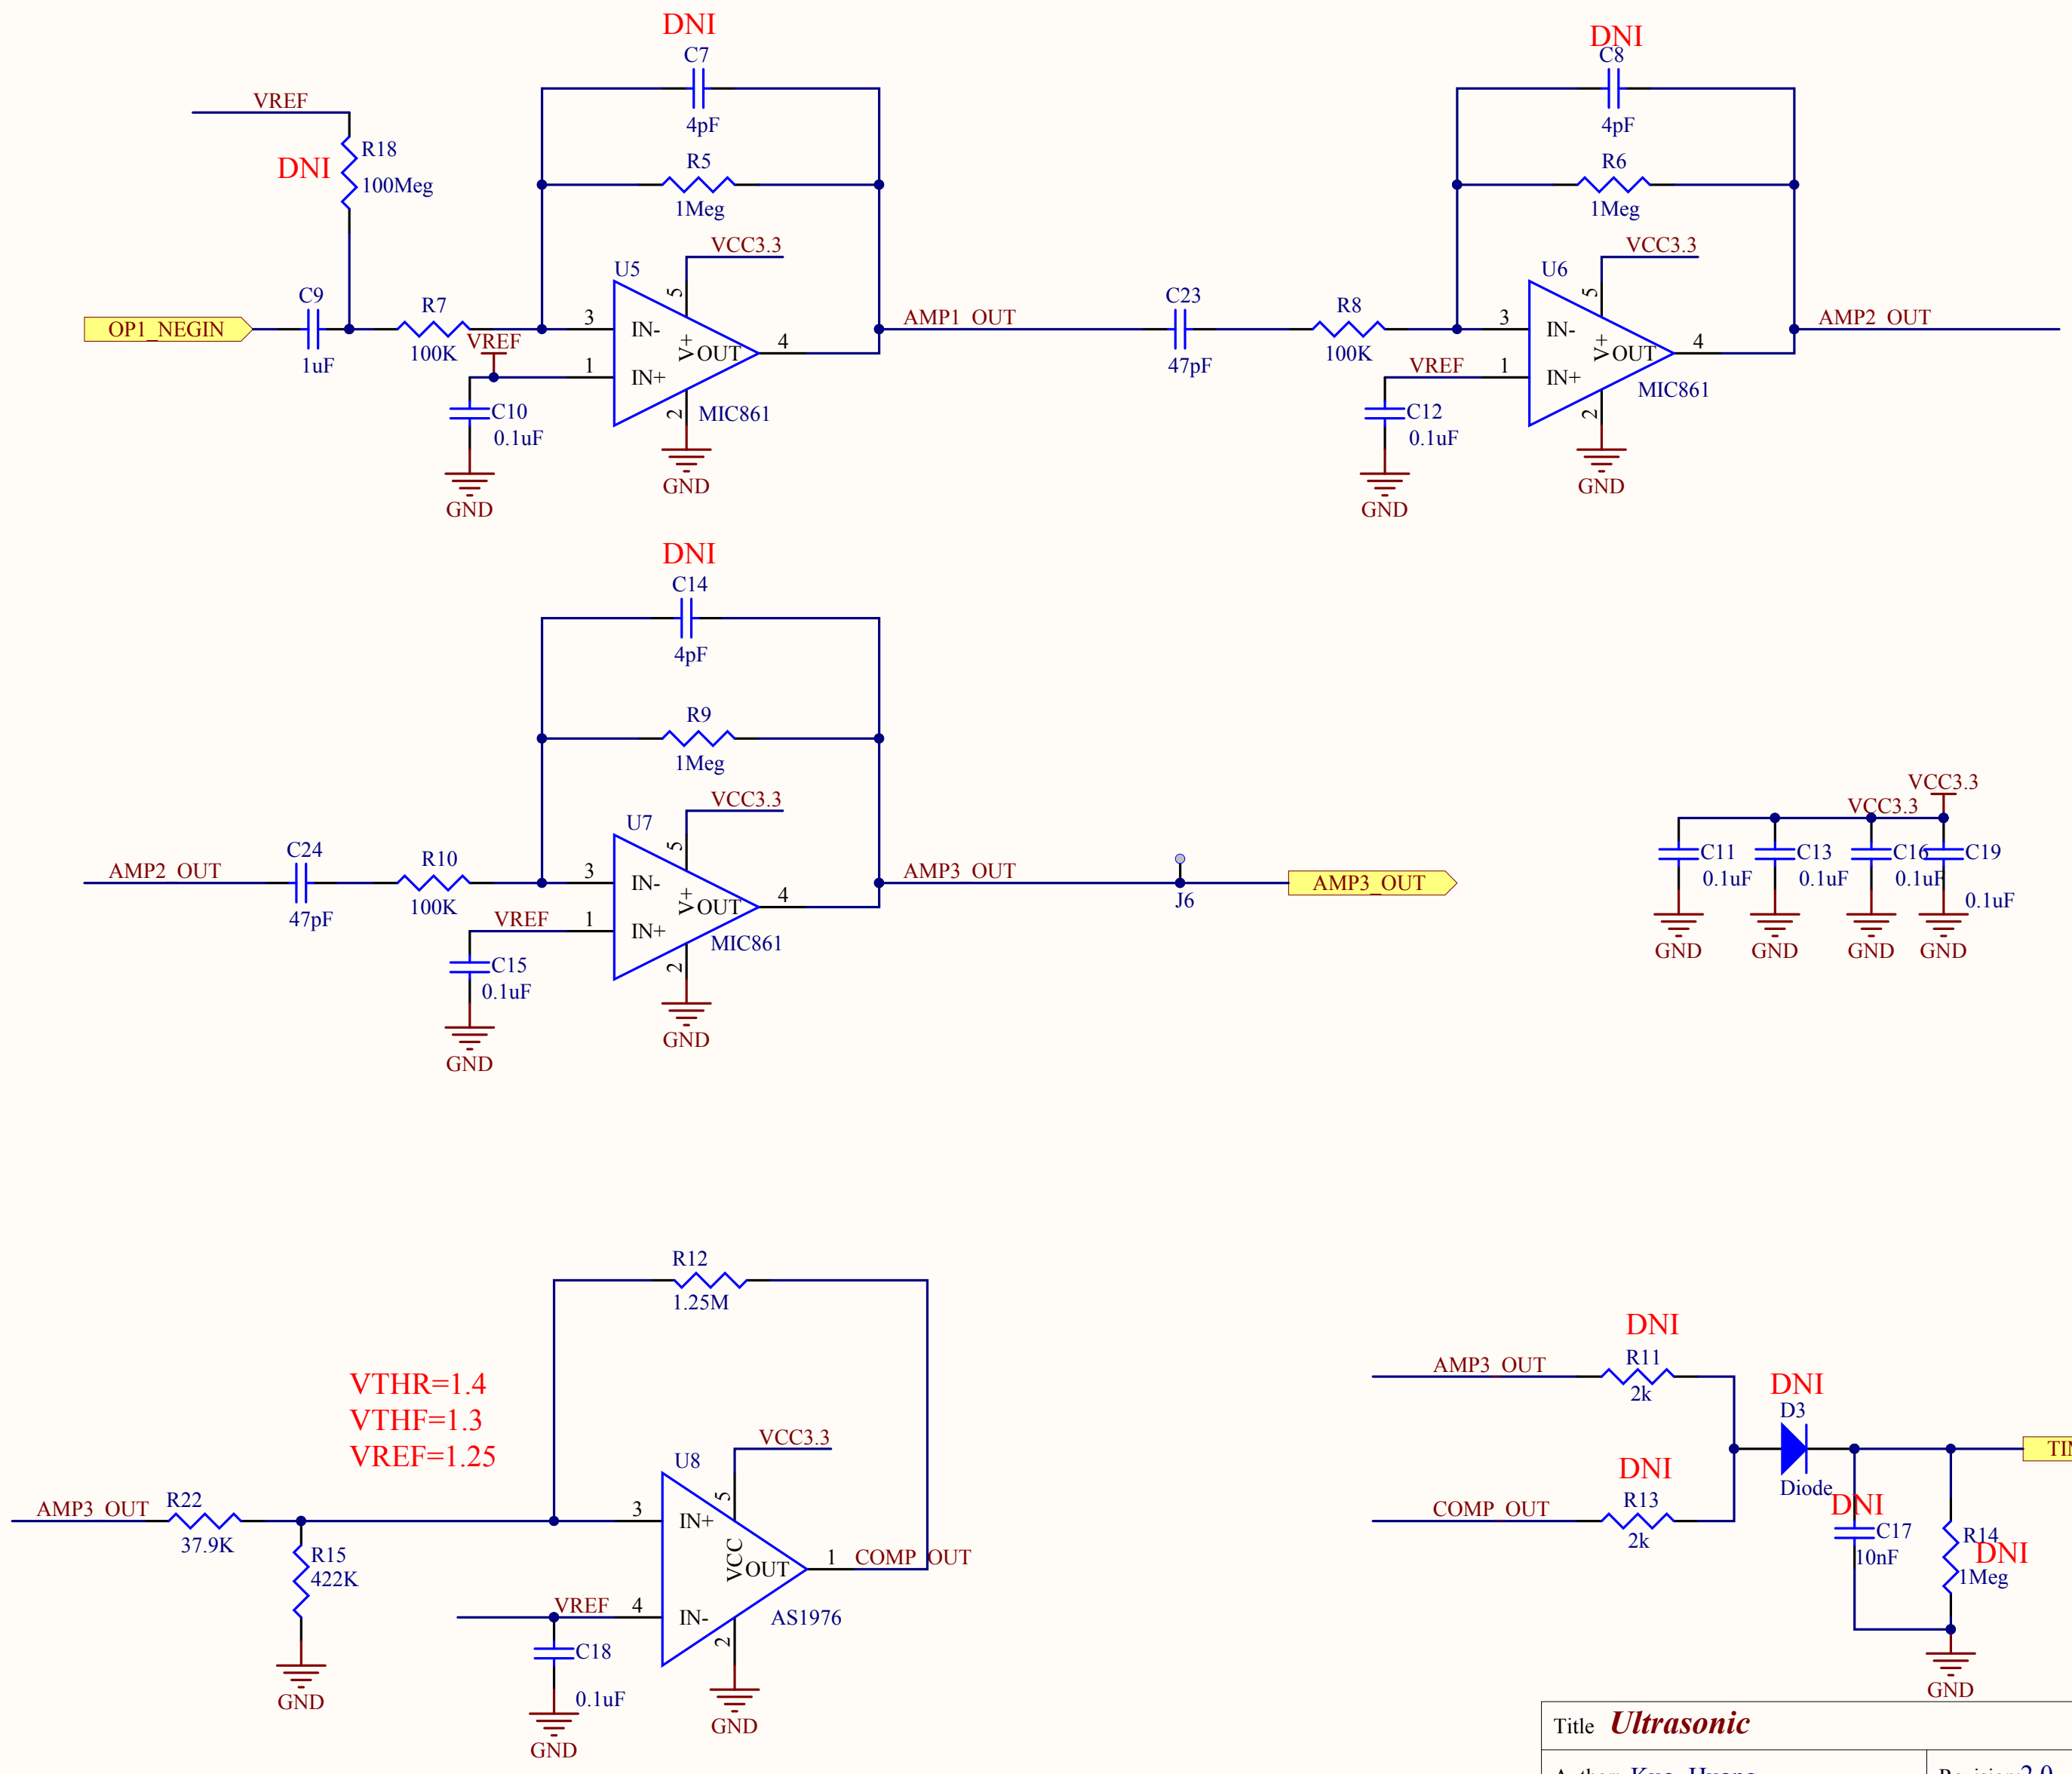 DNI
C7
4pF
R5
1Meg
VREF
R18
100Meg
DNI
OP1_NEGIN
C9
1uF
R7
100K
VREF
C10
0.1uF
GND
U5
VCC3.3
3
IN-
1
IN+
5
V+
OUT
4
2
MIC861
GND
AMP1_OUT
C23
47pF
R8
100K
DNI
C8
4pF
R6
1Meg
VCC3.3
U6
3
IN-
VREF
1
IN+
5
V+
OUT
4
2
MIC861
GND
C12
0.1uF
GND
AMP2_OUT
DNI
C14
4pF
R9
1Meg
VCC3.3
U7
AMP2_OUT
C24
47pF
R10
100K
3
IN-
VREF
1
IN+
5
V+
OUT
4
2
MIC861
GND
C15
0.1uF
GND
AMP3_OUT
J6
AMP3_OUT
VCC3.3
VCC3.3
C11
0.1uF
GND
C13
0.1uF
GND
C16
0.1uF
GND
C19
0.1uF
GND
R12
1.25M
VTHR=1.4
VTHF=1.3
VREF=1.25
VCC3.3
U8
AMP3_OUT
R22
37.9K
R15
422K
GND
3
IN+
5
VCC
OUT
1
COMP_OUT
VREF
4
IN-
2
AS1976
GND
C18
0.1uF
GND
DNI
AMP3_OUT
R11
2k
DNI
COMP_OUT
R13
2k
DNI
D3
Diode
DNI
C17
10nF
R14
DNI
1Meg
GND
Title Ultrasonic